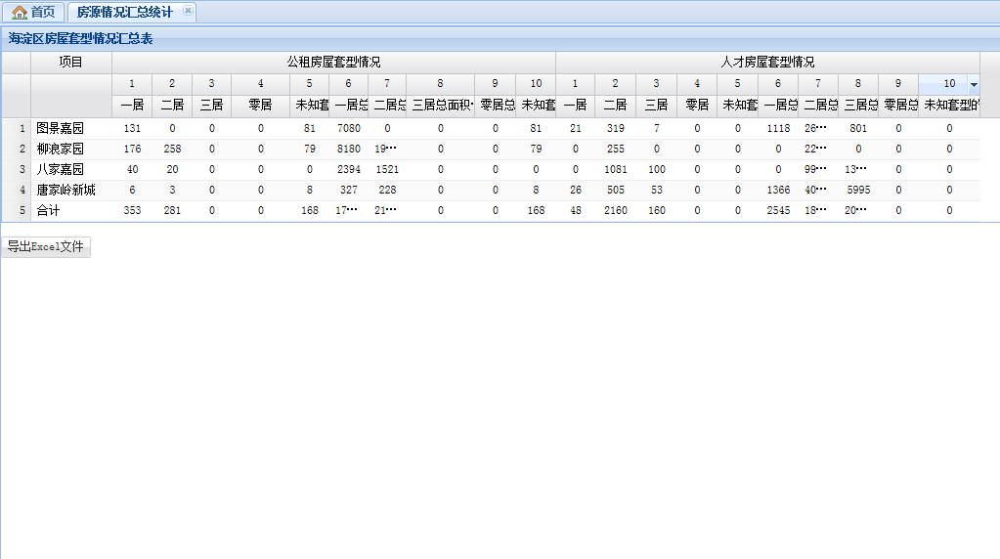 首页 房源情况汇总统计
海淀区房屋套型情况汇总表
项目 公租房屋套型情况 人才房屋套型情况
1 2 3 4 5 6 7 8 9 10 1 2 3 4 5 6 7 8 9 10
一居 二居 三居 零居 未知套 一居总 二居总 三居总面积· 零居总 未知套 一居 二居 三居 零居 未知套 一居总 二居总 三居总 零居总 未知套型的
1 图景嘉园 131 0 0 0 81 7080 0 0 0 81 21 319 7 0 0 1118 26··· 801 0 0
2 柳浪家园 176 258 0 0 79 8180 19··· 0 0 79 0 255 0 0 0 0 22··· 0 0 0
3 八家嘉园 40 20 0 0 0 2394 1521 0 0 0 0 1081 100 0 0 0 99··· 13··· 0 0
4 唐家岭新城 6 3 0 0 8 327 228 0 0 8 26 505 53 0 0 1366 40··· 5995 0 0
5 合计 353 281 0 0 168 17··· 21··· 0 0 168 48 2160 160 0 0 2545 18··· 20··· 0 0
导出Excel文件